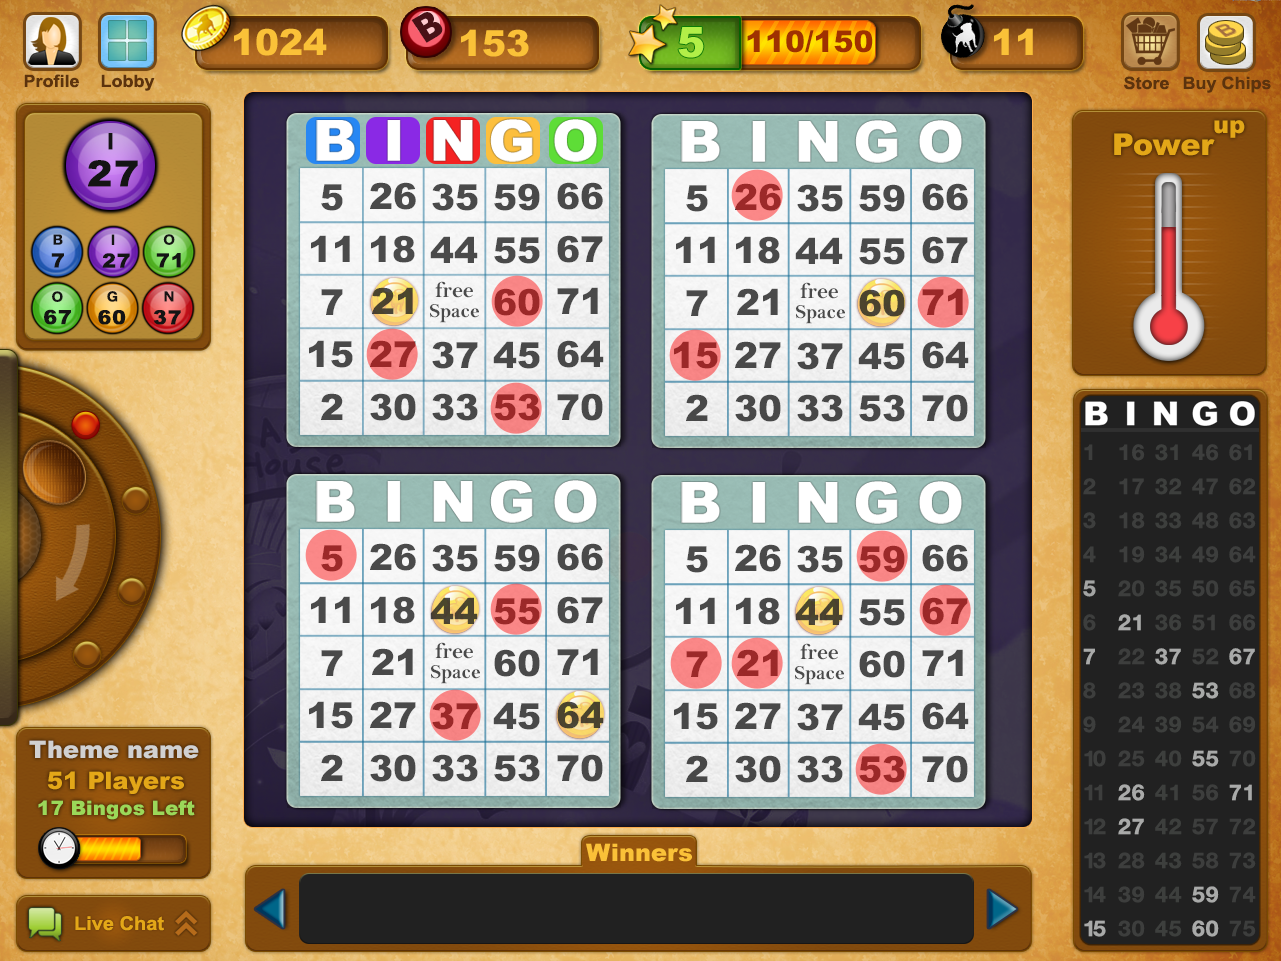 Profile
Lobby
1024
B
153
5
110/150
11
Store
Buy Chips
I
27
B
7
I
27
O
71
O
67
G
60
N
37
B I N G O
5 26 35 59 66
11 18 44 55 67
7 21 free Space 60 71
15 27 37 45 64
2 30 33 53 70
B I N G O
5 26 35 59 66
11 18 44 55 67
7 21 free Space 60 71
15 27 37 45 64
2 30 33 53 70
B I N G O
5 26 35 59 66
11 18 44 55 67
7 21 free Space 60 71
15 27 37 45 64
2 30 33 53 70
B I N G O
5 26 35 59 66
11 18 44 55 67
7 21 free Space 60 71
15 27 37 45 64
2 30 33 53 70
House
Power up
B I N G O
1 16 31 46 61
2 17 32 47 62
3 18 33 48 63
4 19 34 49 64
5 20 35 50 65
6 21 36 51 66
7 22 37 52 67
8 23 38 53 68
9 24 39 54 69
10 25 40 55 70
11 26 41 56 71
12 27 42 57 72
13 28 43 58 73
14 39 44 59 74
15 30 45 60 75
Theme name
51 Players
17 Bingos Left
Live Chat
Winners